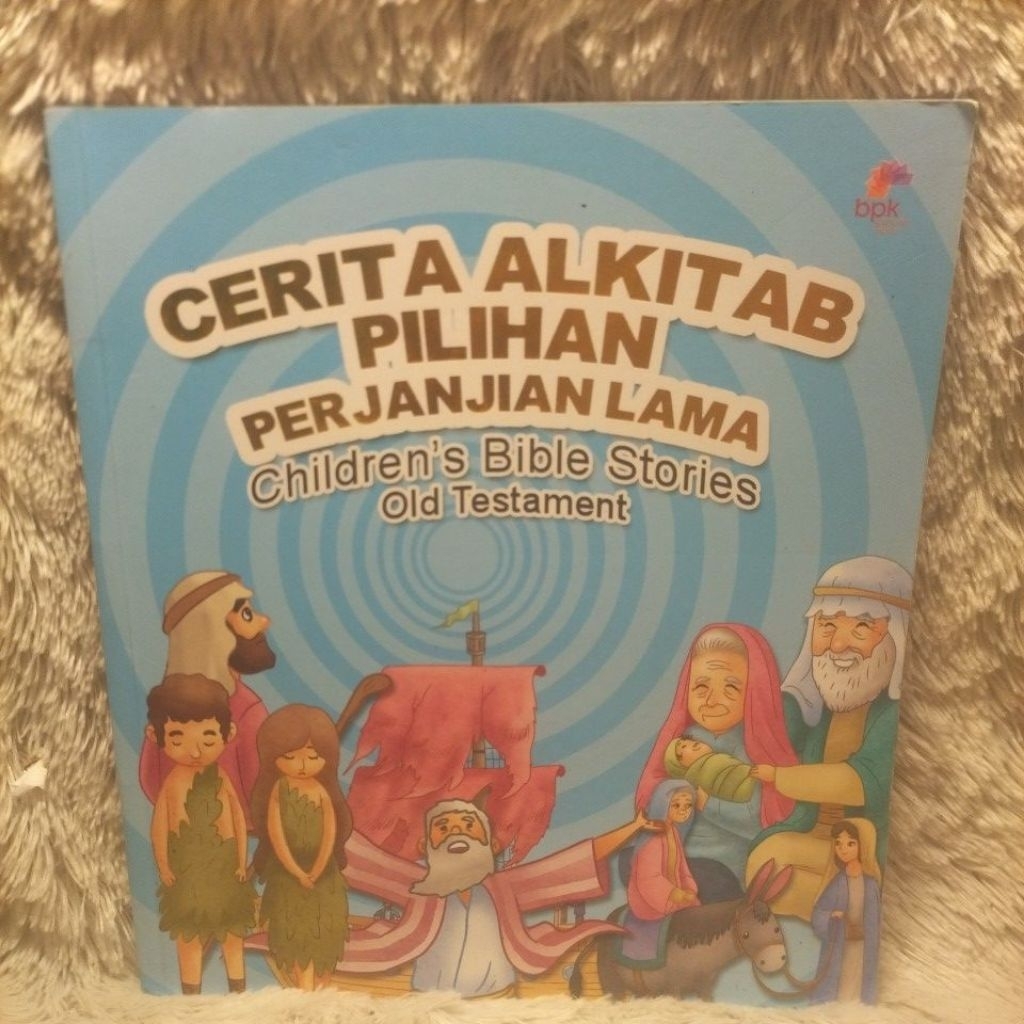 bpk
CERITA ALKITAB
PILIHAN
PERJANJIAN LAMA
Children's Bible Stories
Old Testament